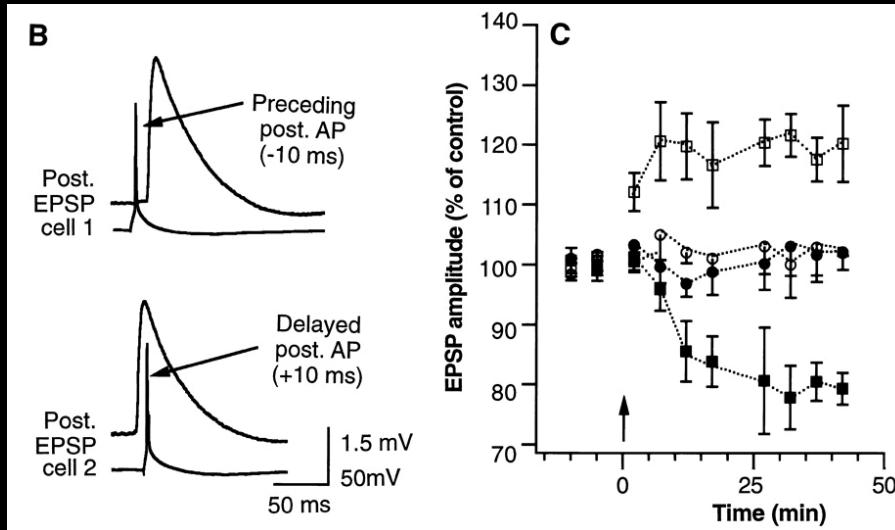 B
Preceding
post. AP
(-10 ms)
Post.
EPSP
cell 1
Delayed
post. AP
(+10 ms)
Post.
EPSP
cell 2
1.5 mV
50mV
50 ms
C
EPSP amplitude (% of control)
140
130
120
110
100
90
80
70
0
25
50
Time (min)